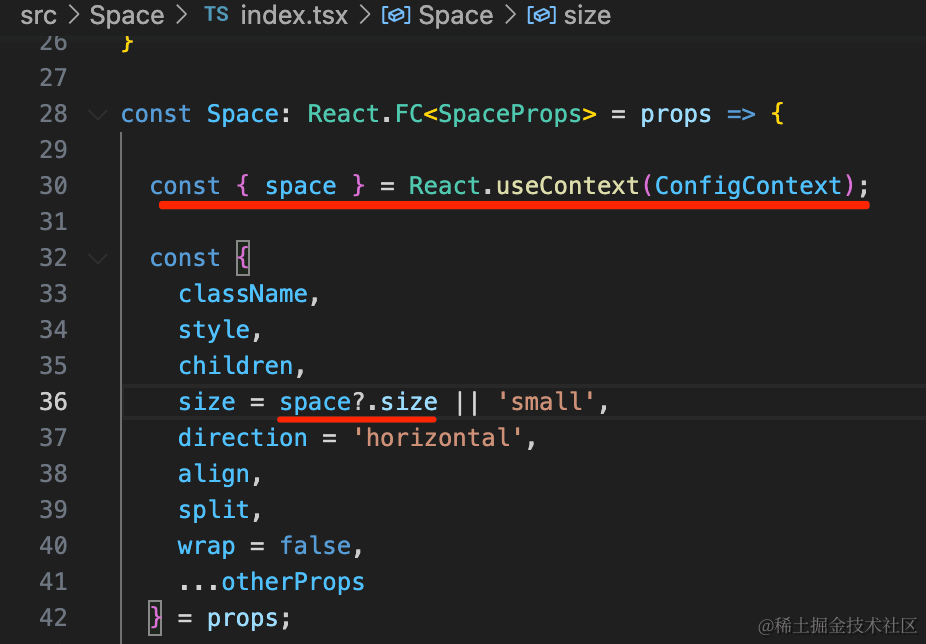 src > Space > TS index.tsx > Space > size
26 }
27
28 const Space: React.FC<SpaceProps> = props => {
29
30 const { space } = React.useContext(ConfigContext);
31
32 const {
33 className,
34 style,
35 children,
36 size = space?.size || 'small',
37 direction = 'horizontal',
38 align,
39 split,
40 wrap = false,
41 ...otherProps
42 } = props;
@稀土掘金技术社区